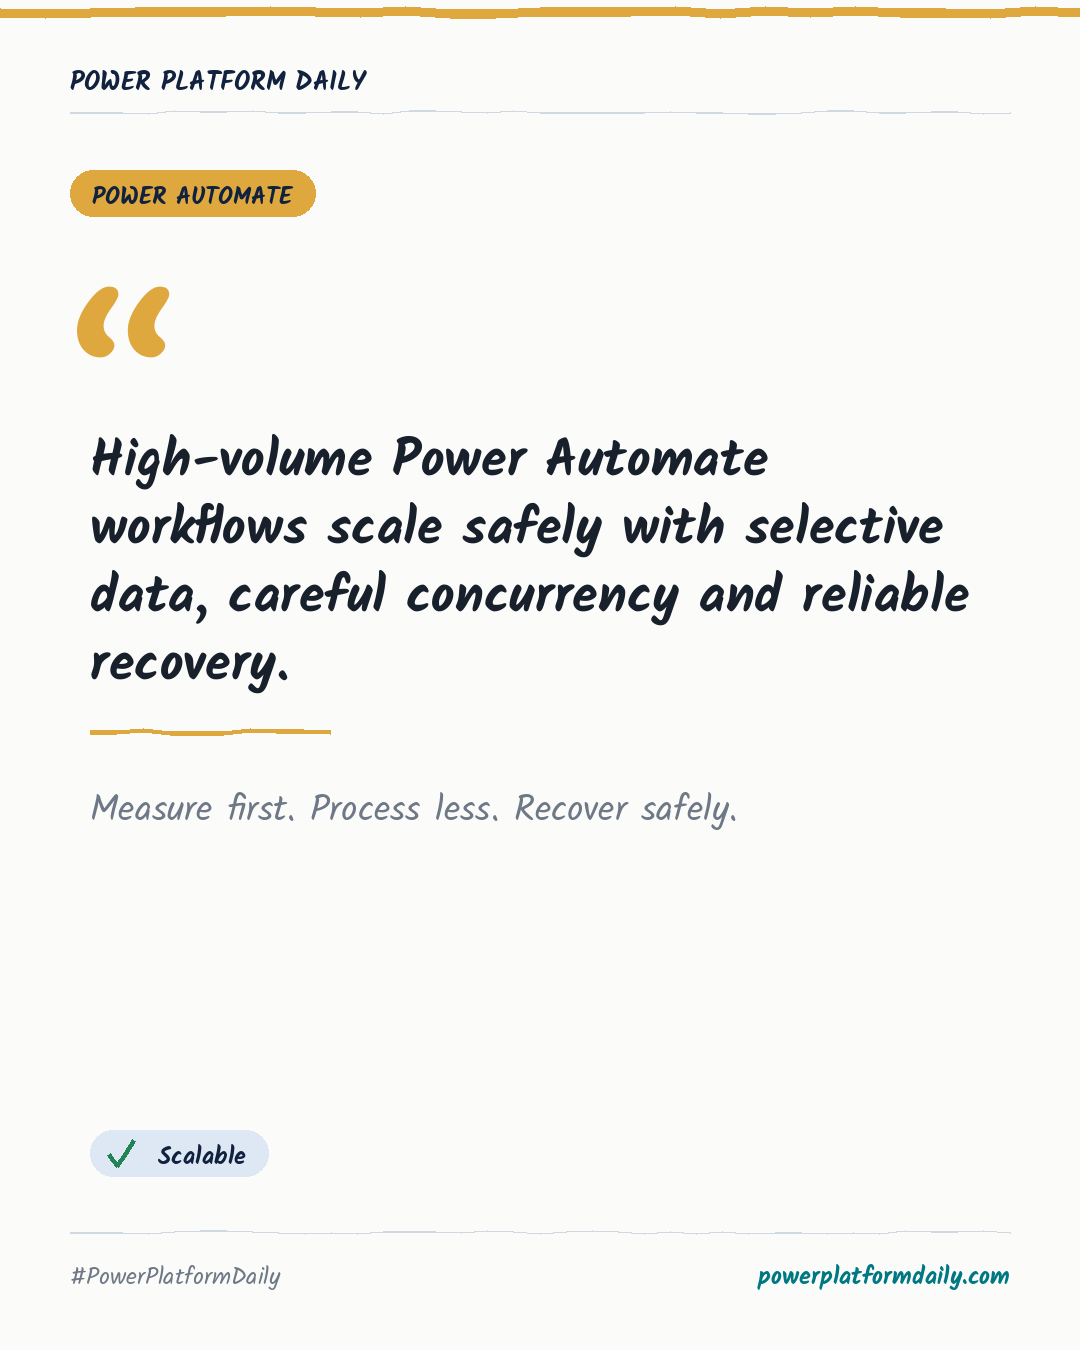 POWER PLATFORM DAILY
POWER AUTOMATE
“
High-volume Power Automate
workflows scale safely with selective
data, careful concurrency and reliable
recovery.
Measure first. Process less. Recover safely.
Scalable
#PowerPlatformDaily
powerplatformdaily.com